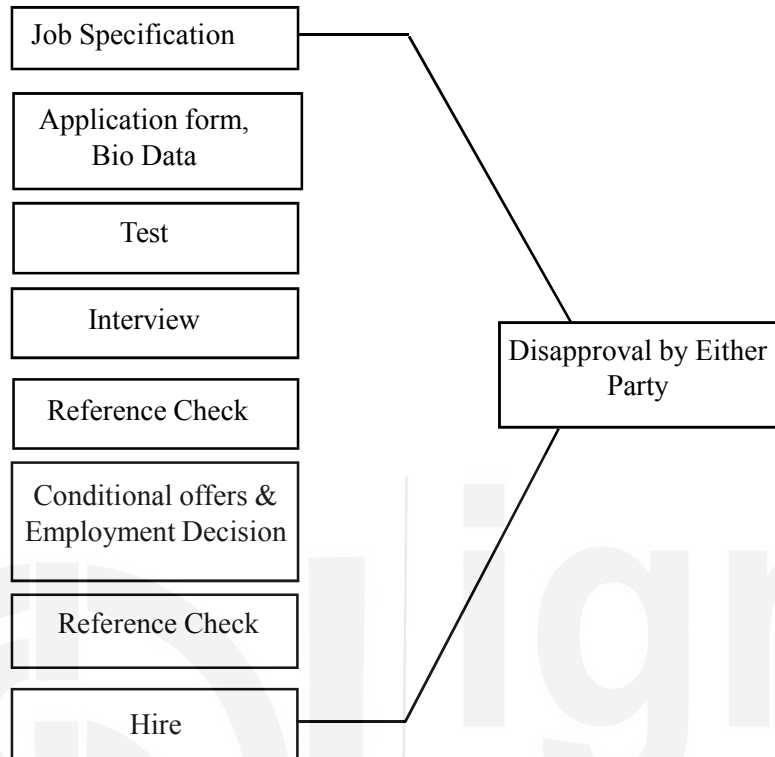 Job Specification
Application form,
Bio Data
Test
Interview
Disapproval by Either
Party
Reference Check
Conditional offers &
Employment Decision
Reference Check
Hire
ign